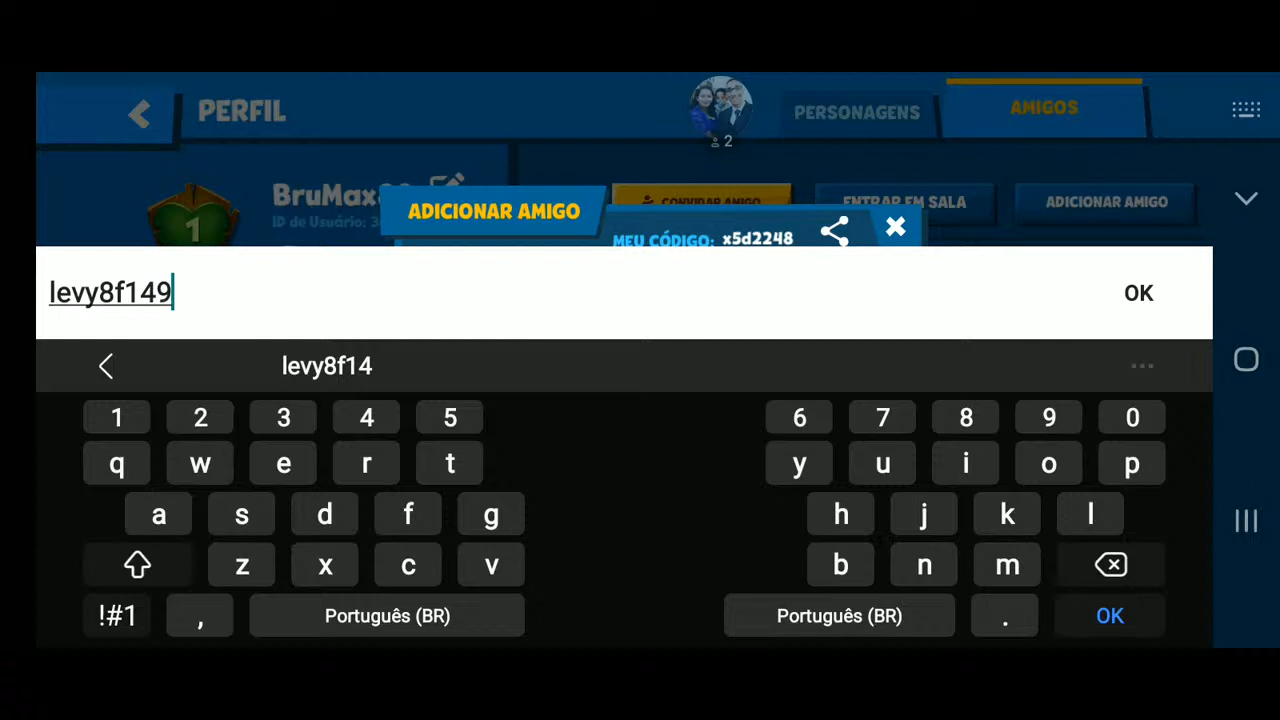 PERFIL
2
PERSONAGENS
AMIGOS
1
ID de Usuário:
ADICIONAR AMIGO
CONVIDAR AMIGO
ENTRAR EM SALA
ADICIONAR AMIGO
MEU CÓDIGO: x5d2248
levy8f149
OK
levy8f14
1 2 3 4 5 6 7 8 9 0
q w e r t y u i o p
a s d f g h j k l
z x c v b n m
!#1 , Português (BR) Português (BR) . OK